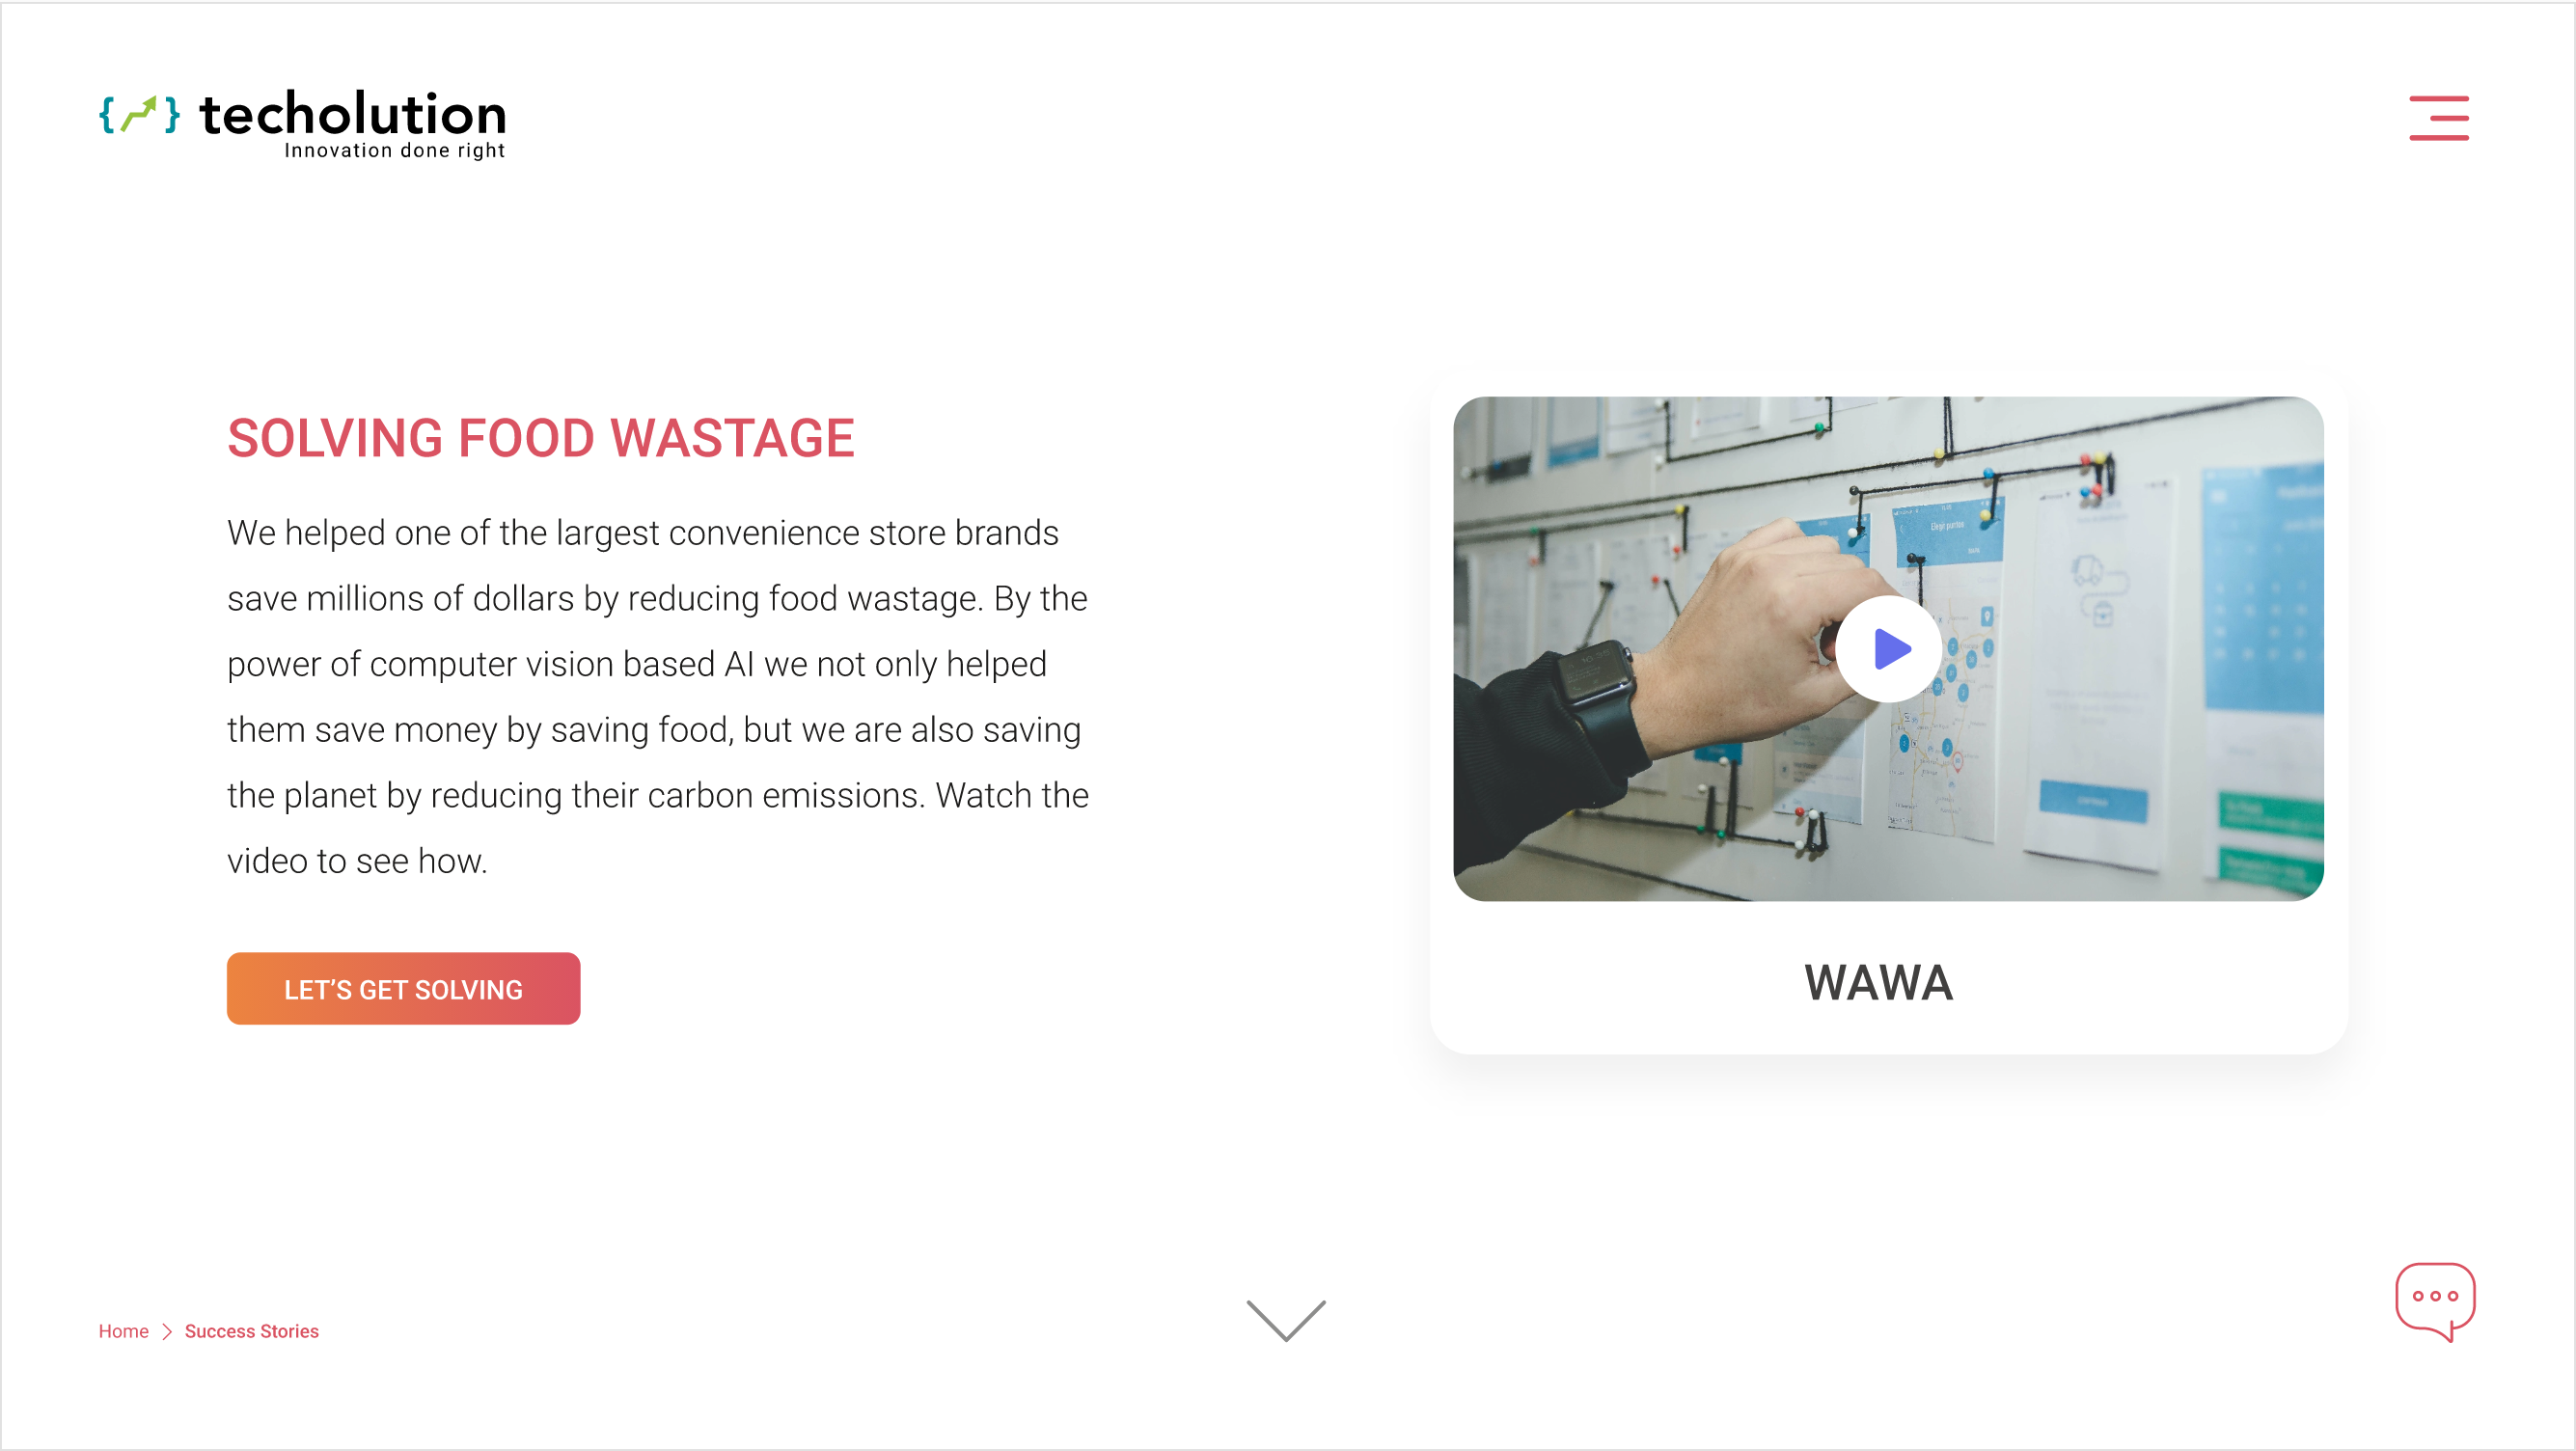 techolution
Innovation done right
SOLVING FOOD WASTAGE
We helped one of the largest convenience store brands
save millions of dollars by reducing food wastage. By the
power of computer vision based AI we not only helped
them save money by saving food, but we are also saving
the planet by reducing their carbon emissions. Watch the
video to see how.
LET’S GET SOLVING
WAWA
Home
Success Stories